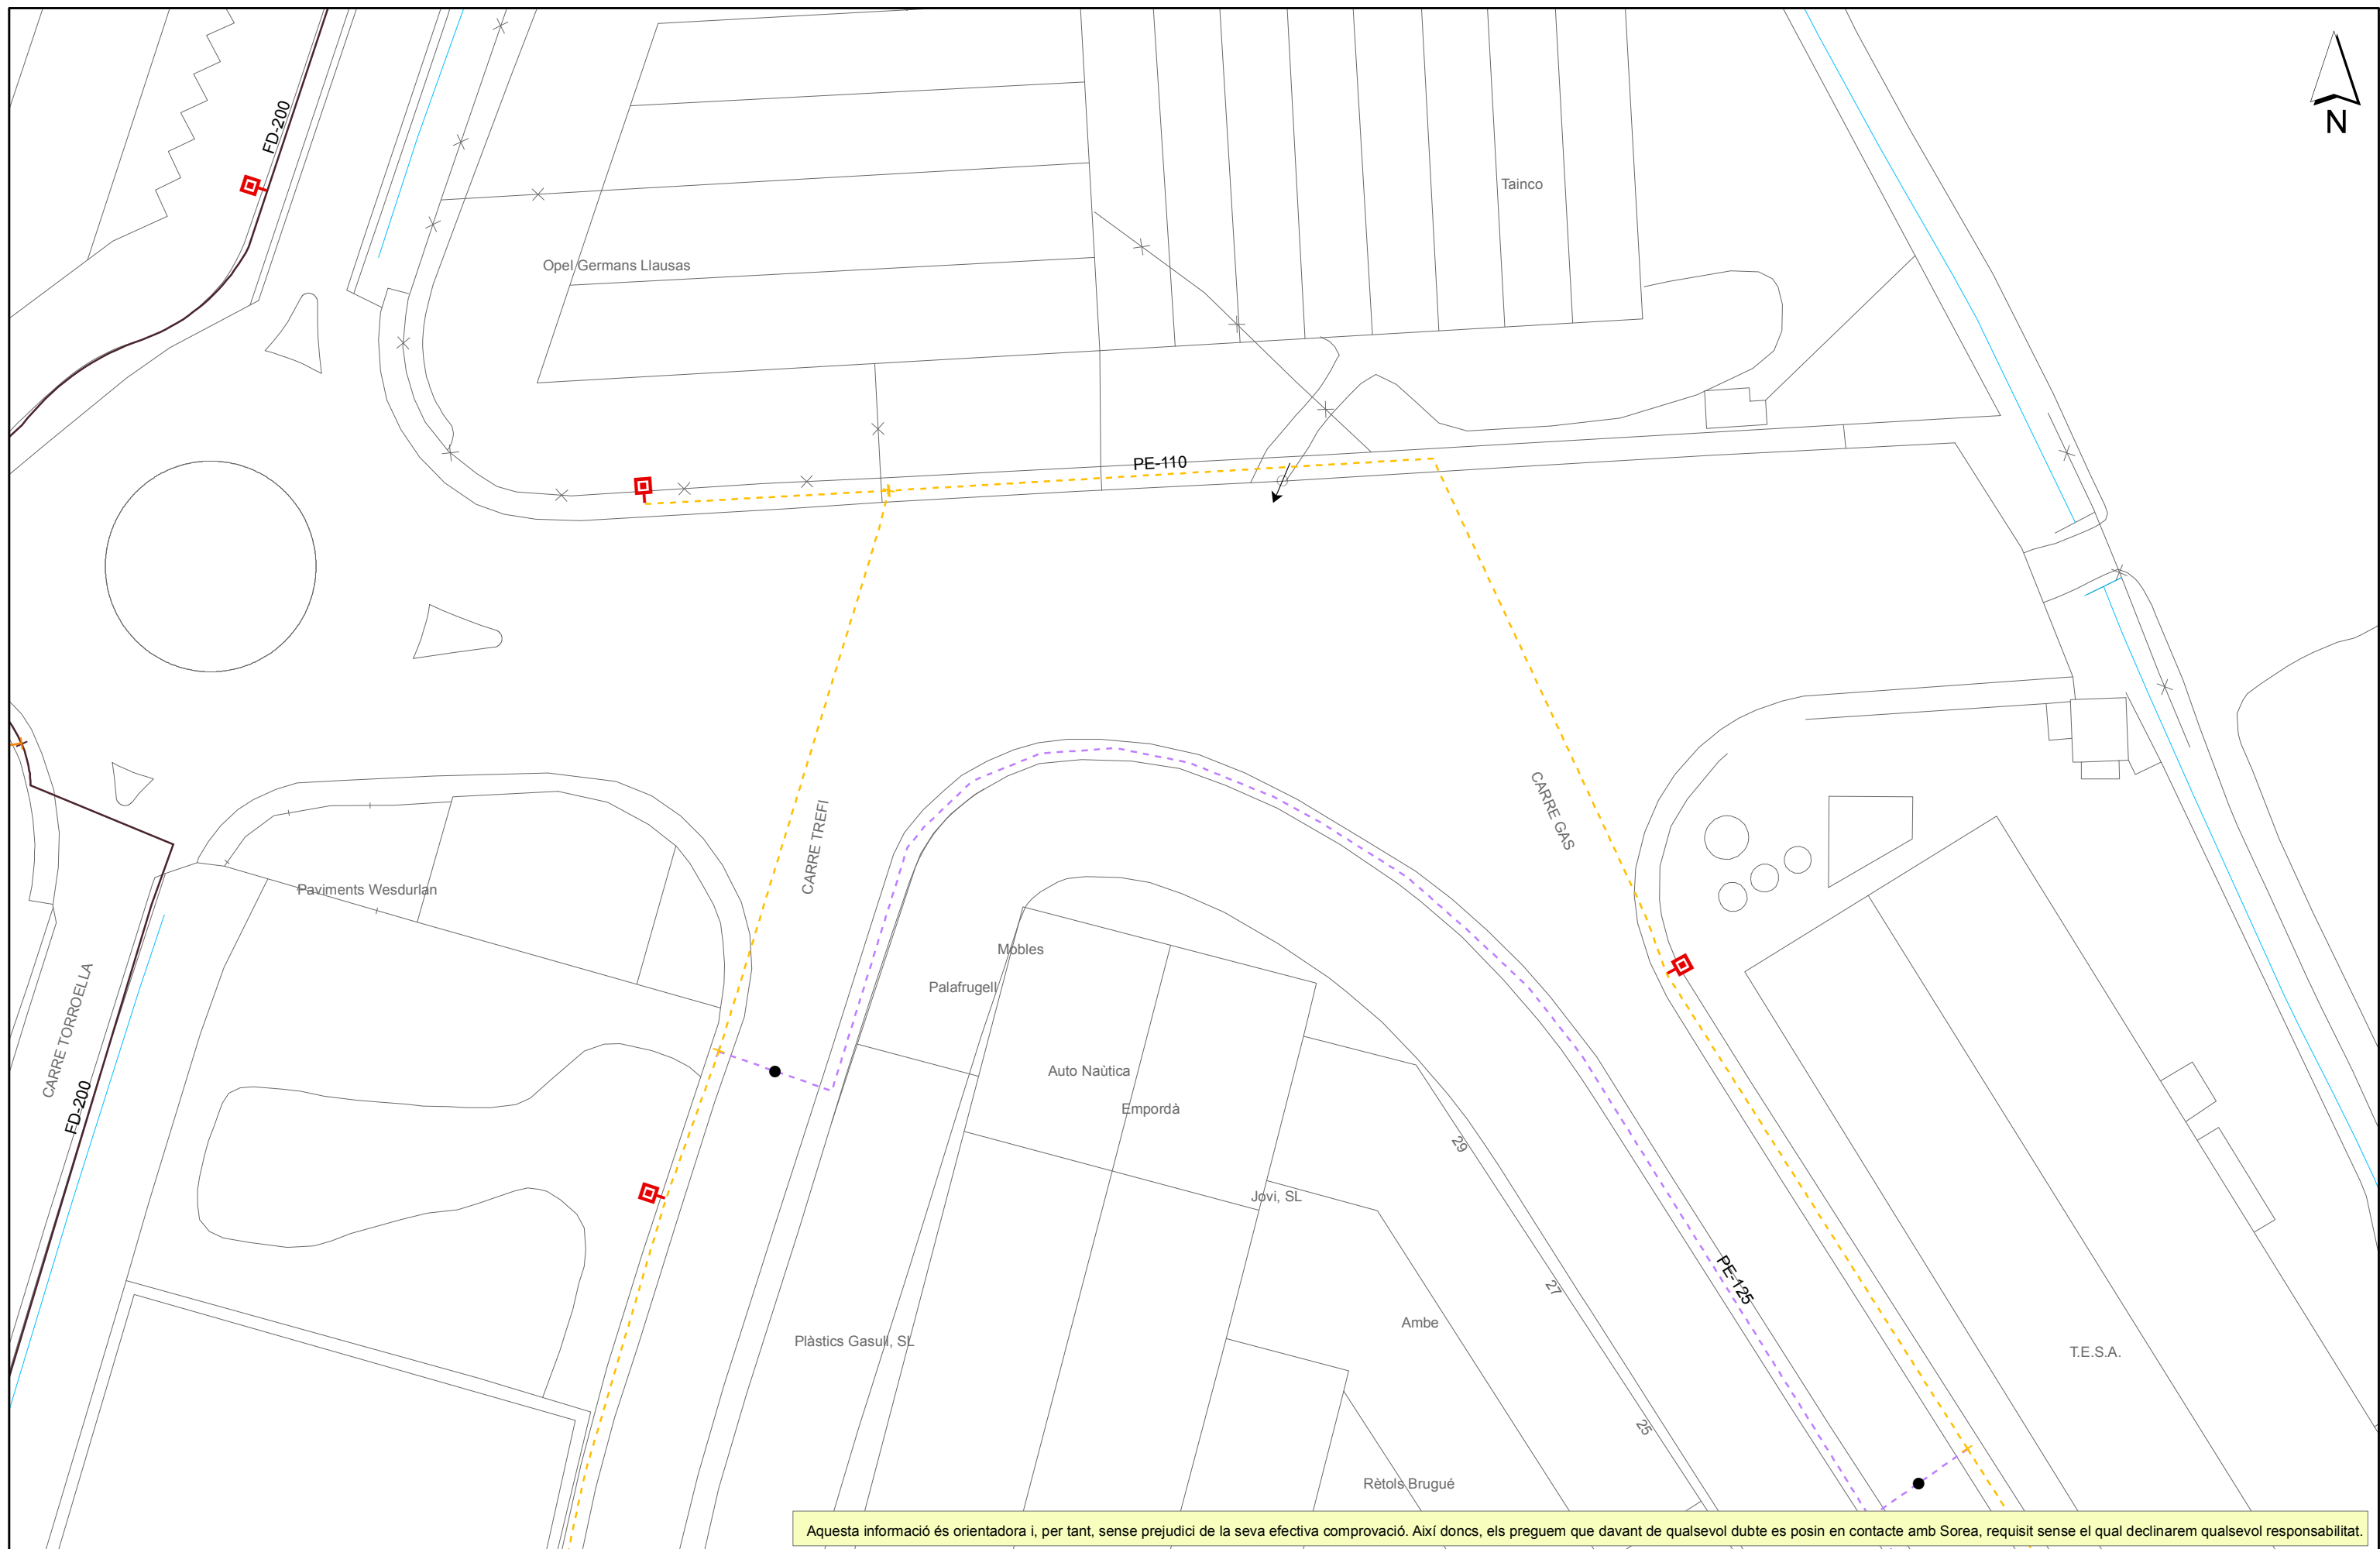 FD-200
N
Tainco
Opel Germans Llausas
PE-110
CARRE TREFI
CARRE GAS
Paviments Wesdurlan
Mobles
Palafrugell
CARRE TORROELLA
FD-200
Auto Naùtica
Empordà
29
Jovi, SL
27
PE-125
Ambe
Plàstics Gasull, SL
T.E.S.A.
25
Rètols Brugué
Aquesta informació és orientadora i, per tant, sense prejudici de la seva efectiva comprovació. Així doncs, els preguem que davant de qualsevol dubte es posin en contacte amb Sorea, requisit sense el qual declinarem qualsevol responsabilitat.